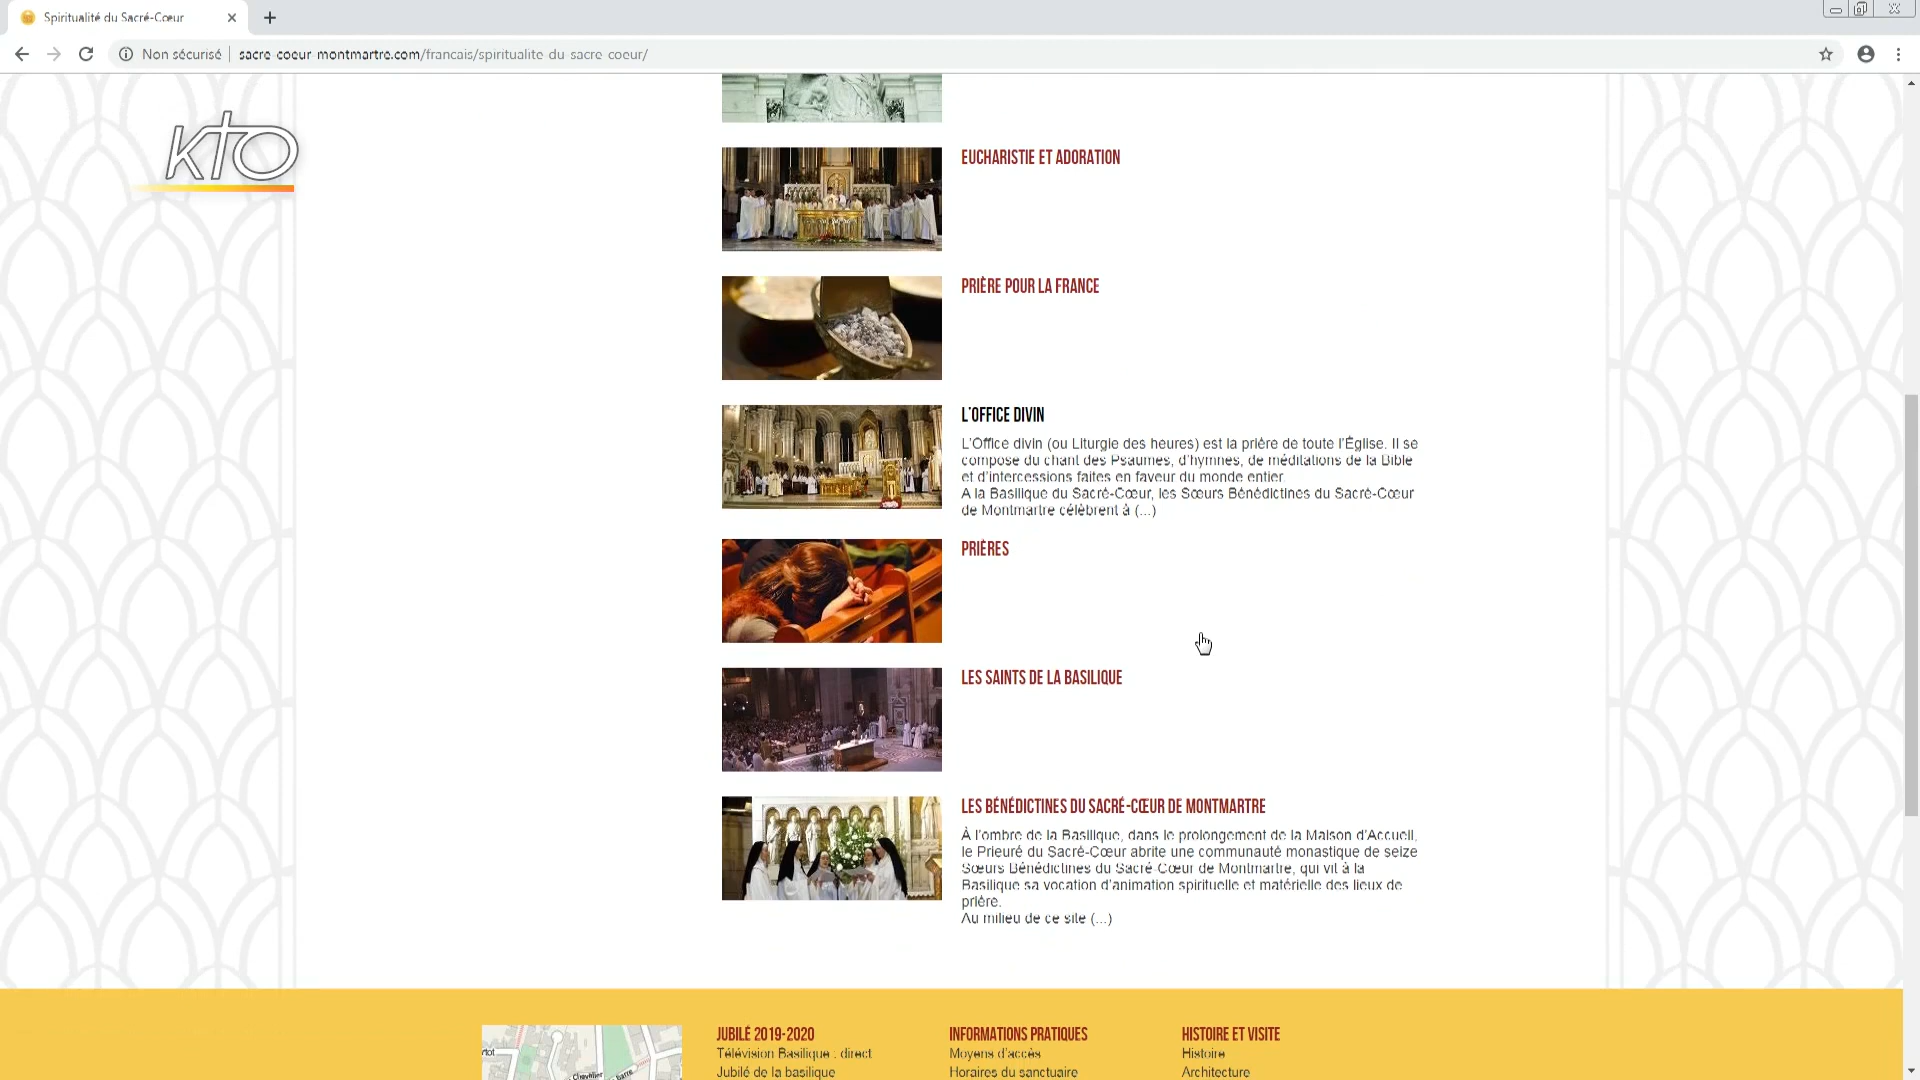 Spiritualité du Sacré-Cœur
Non sécurisé
sacre-coeur-montmartre.com/francais/spiritualite-du-sacre-coeur/
KTO
EUCHARISTIE ET ADORATION
PRIÈRE POUR LA FRANCE
L'OFFICE DIVIN
L'Office divin (ou Liturgie des heures) est la prière de toute l'Église. Il se
compose du chant des Psaumes, d'hymnes, de méditations de la Bible
et d'intercessions faites en faveur du monde entier.
A la Basilique du Sacré-Cœur, les Sœurs Bénédictines du Sacré-Cœur
de Montmartre célèbrent à (...)
PRIÈRES
LES SAINTS DE LA BASILIQUE
LES BÉNÉDICTINES DU SACRÉ-CŒUR DE MONTMARTRE
À l'ombre de la Basilique, dans le prolongement de la Maison d'Accueil,
le Prieuré du Sacré-Cœur abrite une communauté monastique de seize
Sœurs Bénédictines du Sacré-Cœur de Montmartre, qui vit à la
Basilique sa vocation d'animation spirituelle et matérielle des lieux de
prière.
Au milieu de ce site (...)
JUBILÉ 2019-2020
Télévision Basilique : direct
Jubilé de la basilique
INFORMATIONS PRATIQUES
Moyens d'accès
Horaires du sanctuaire
HISTOIRE ET VISITE
Histoire
Architecture